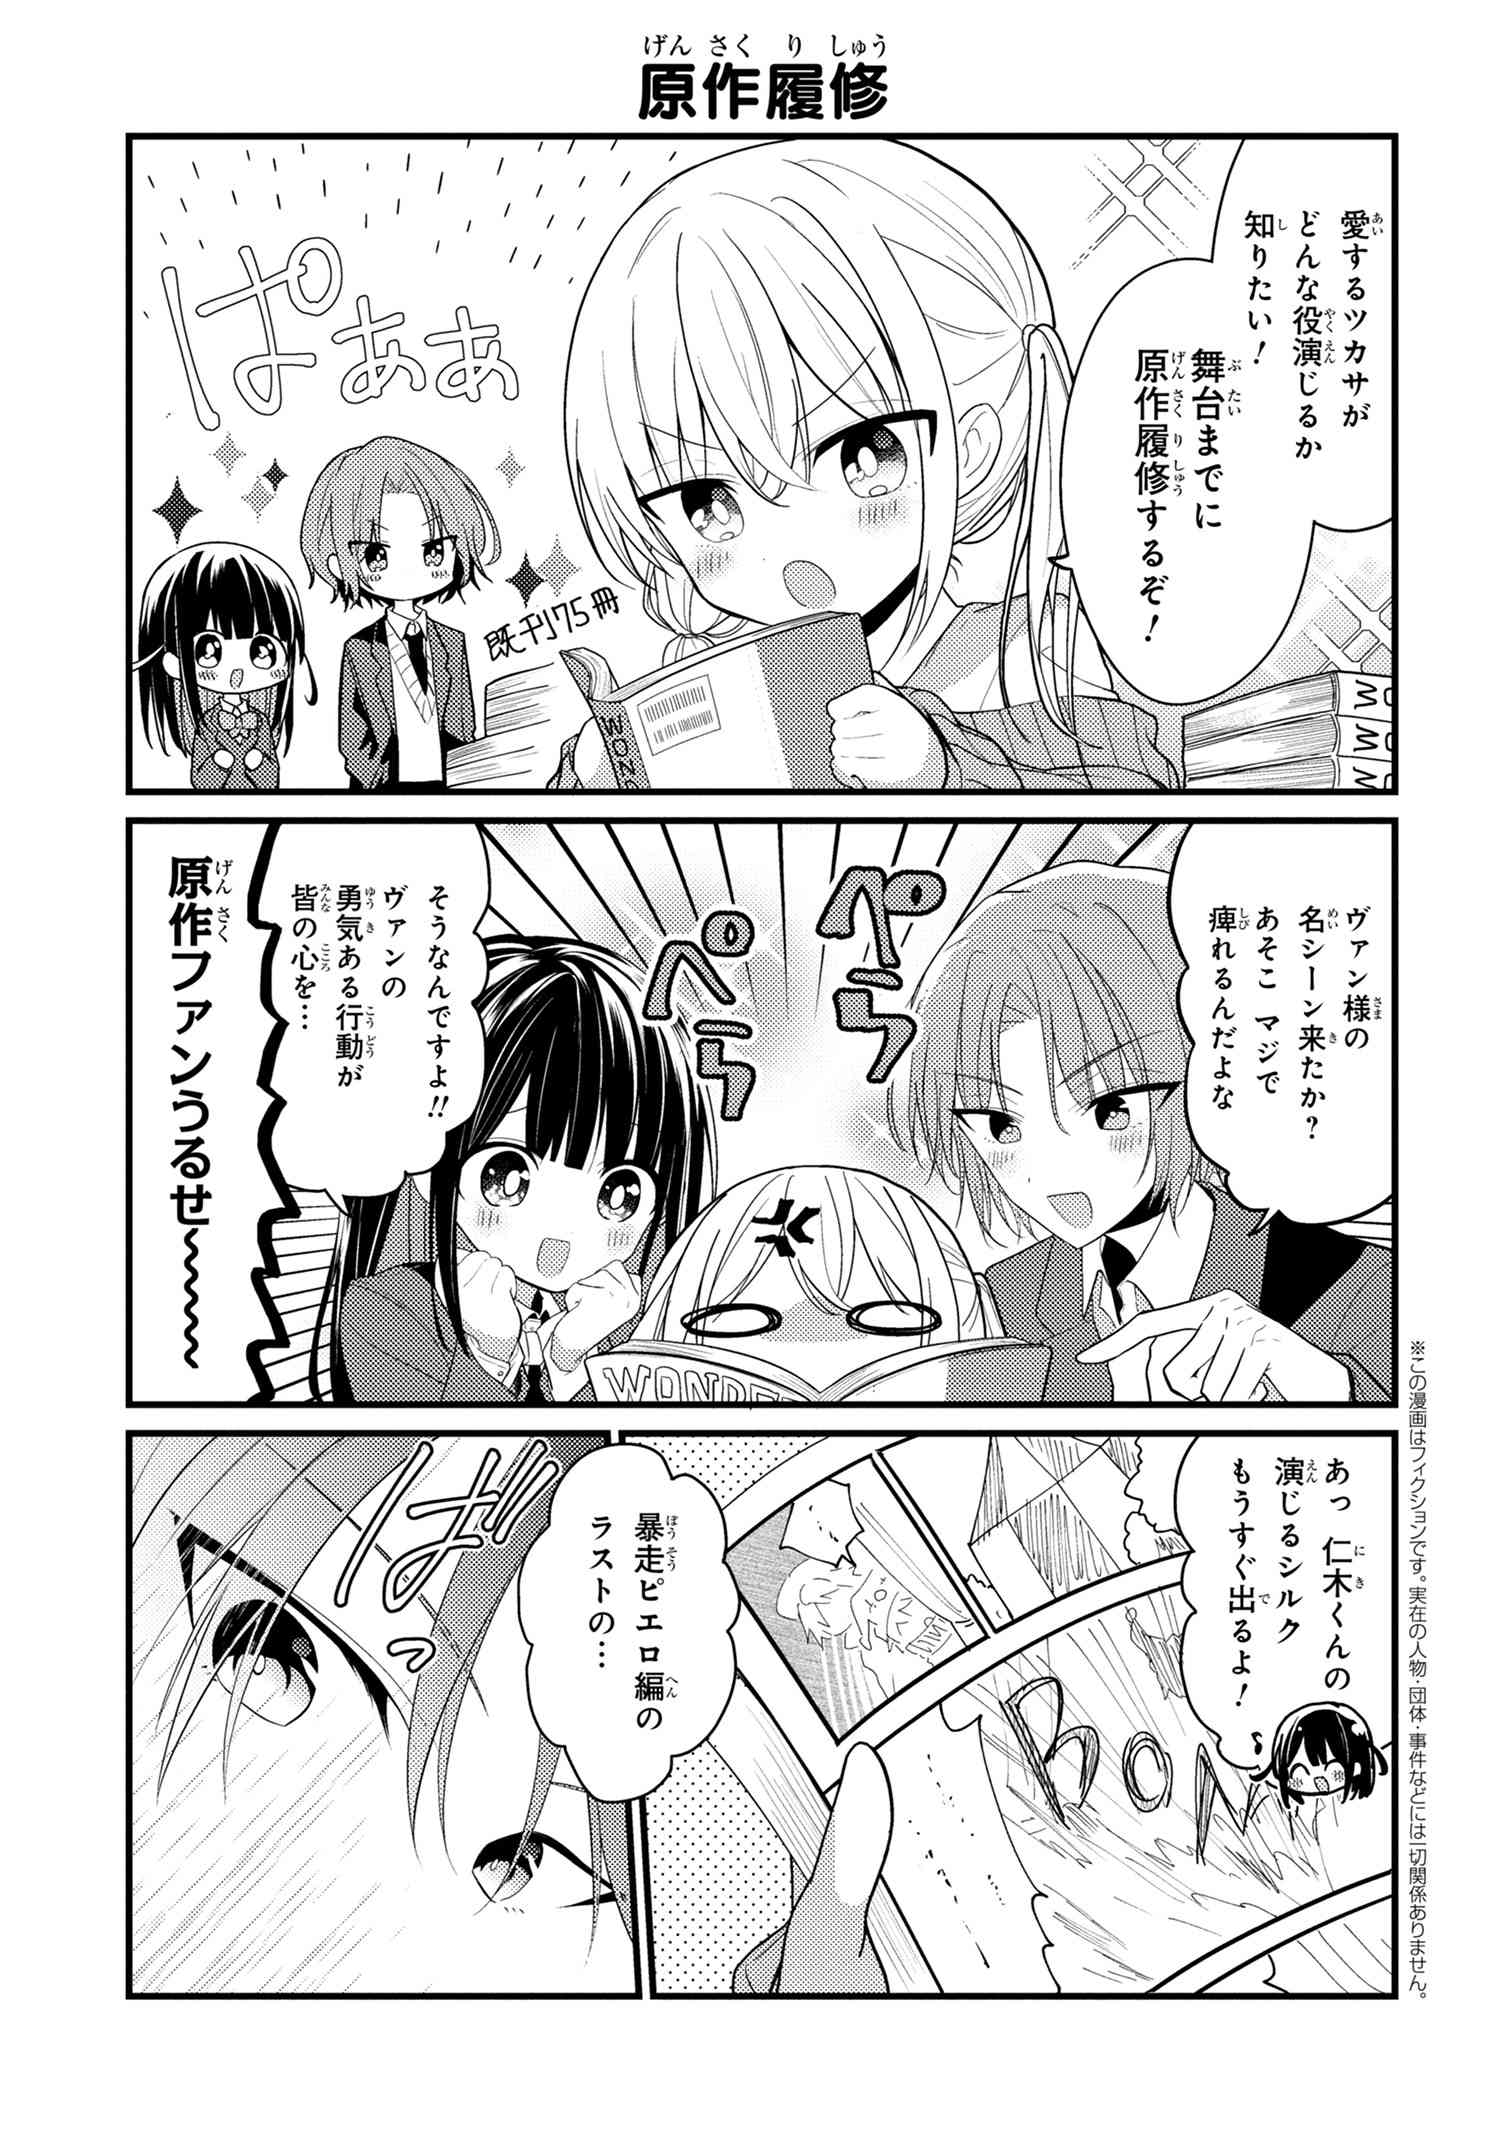 原作履修
愛するツカサが
どんな役演じるか
知りたい！
舞台までに
原作履修するぞ！
ぱぁぁ
既刊75冊
WON
W
W
W
ヴァン様の
名シーン来たか？
あそこ マジで
痺れるんだよな
ペら
ペら
そうなんですよ!!
ヴァンの
勇気ある行動が
皆の心を…
原作ファンうるせ〜〜〜〜
WONDER
あっ 仁木くんの
演じるシルク
もうすぐ出るよ！
暴走ピエロ編の
ラストの…
ばっ
※この漫画はフィクションです。実在の人物・団体・事件などには一切関係ありません。